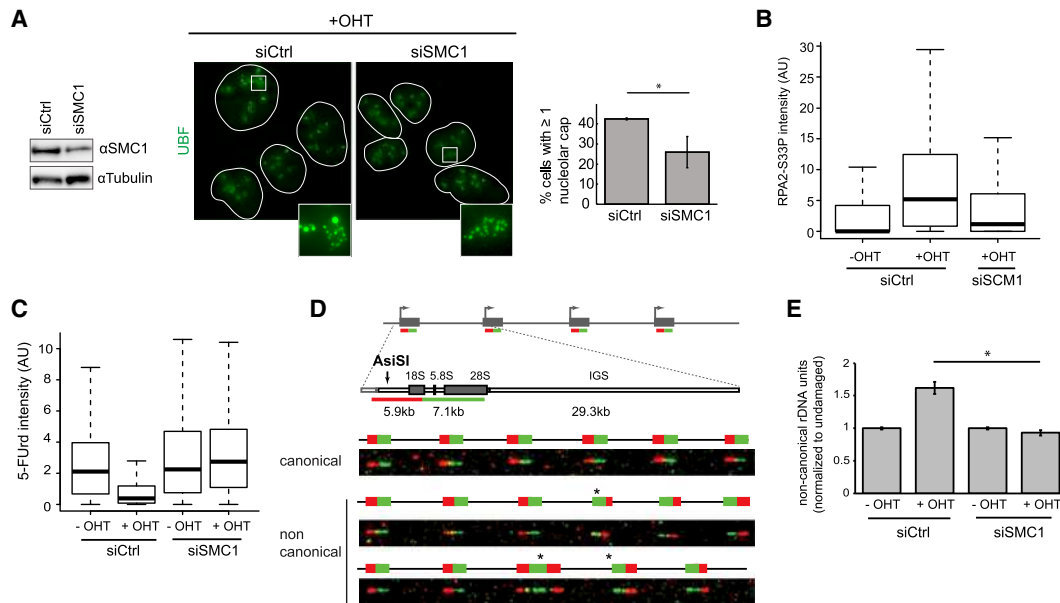 A
+OHT
siCtrl
siSMC1
siCtrl
siSMC1
αSMC1
αTubulin
UBF
% cells with ≥ 1
nucleolar cap
40
30
20
10
0
*
siCtrl
siSMC1
B
RPA2-S33P intensity (AU)
30
25
20
15
10
5
0
-OHT
+OHT
+OHT
siCtrl
siSCM1
C
5-FUrd intensity (AU)
10
8
6
4
2
0
- OHT
+ OHT
- OHT
+ OHT
siCtrl
siSMC1
D
AsiSI
18S
5.8S
28S
IGS
5.9kb
7.1kb
29.3kb
canonical
non
canonical
*
*
*
E
non-canonical rDNA units
(normalized to undamaged)
2
1.5
1
0.5
0
*
- OHT
+ OHT
- OHT
+ OHT
siCtrl
siSMC1